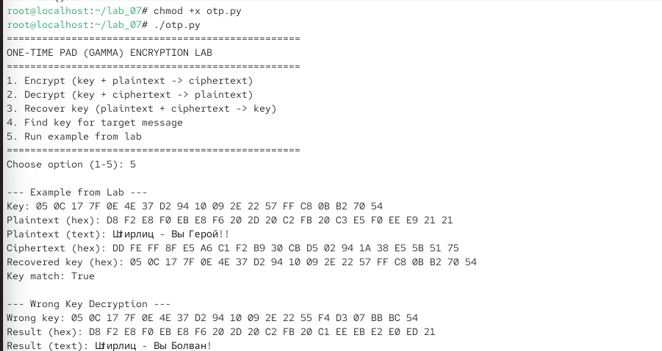 root@localhost:~/lab_07# chmod +x otp.py
root@localhost:~/lab_07# ./otp.py
==================================================
ONE-TIME PAD (GAMMA) ENCRYPTION LAB
==================================================
1. Encrypt (key + plaintext -> ciphertext)
2. Decrypt (key + ciphertext -> plaintext)
3. Recover key (plaintext + ciphertext -> key)
4. Find key for target message
5. Run example from lab
==================================================
Choose option (1-5): 5
--- Example from Lab ---
Key: 05 0C 17 7F 0E 4E 37 D2 94 10 09 2E 22 57 FF C8 0B B2 70 54
Plaintext (hex): D8 F2 E8 F0 EB E8 F6 20 2D 20 C2 FB 20 C3 E5 F0 EE E9 21 21
Plaintext (text): Штирлиц - Вы Герой!!
Ciphertext (hex): DD FE FF 8F E5 A6 C1 F2 B9 30 CB D5 02 94 1A 38 E5 5B 51 75
Recovered key (hex): 05 0C 17 7F 0E 4E 37 D2 94 10 09 2E 22 57 FF C8 0B B2 70 54
Key match: True
--- Wrong Key Decryption ---
Wrong key: 05 0C 17 7F 0E 4E 37 D2 94 10 09 2E 22 55 F4 D3 07 BB BC 54
Result (hex): D8 F2 E8 F0 EB E8 F6 20 2D 20 C2 FB 20 C1 EE EB E2 E0 ED 21
Result (text): Штирлиц - Вы Болван!